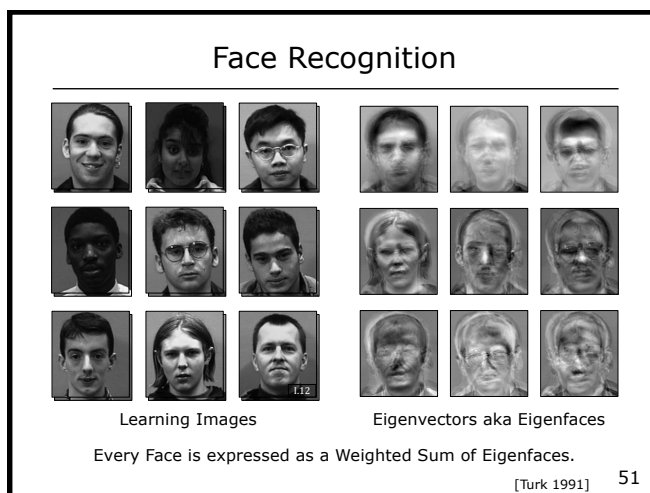 Face Recognition
I.12
Learning Images
Eigenvectors aka Eigenfaces
Every Face is expressed as a Weighted Sum of Eigenfaces.
[Turk 1991]
51